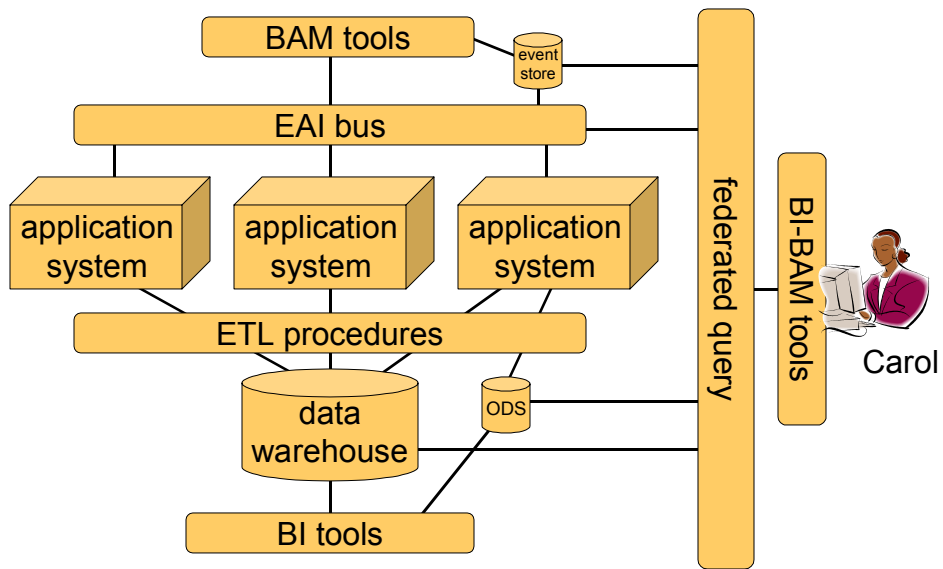 BAM tools
event
store
EAI bus
application
system
application
system
application
system
ETL procedures
data
warehouse
ODS
BI tools
federated query
BI-BAM tools
Carol